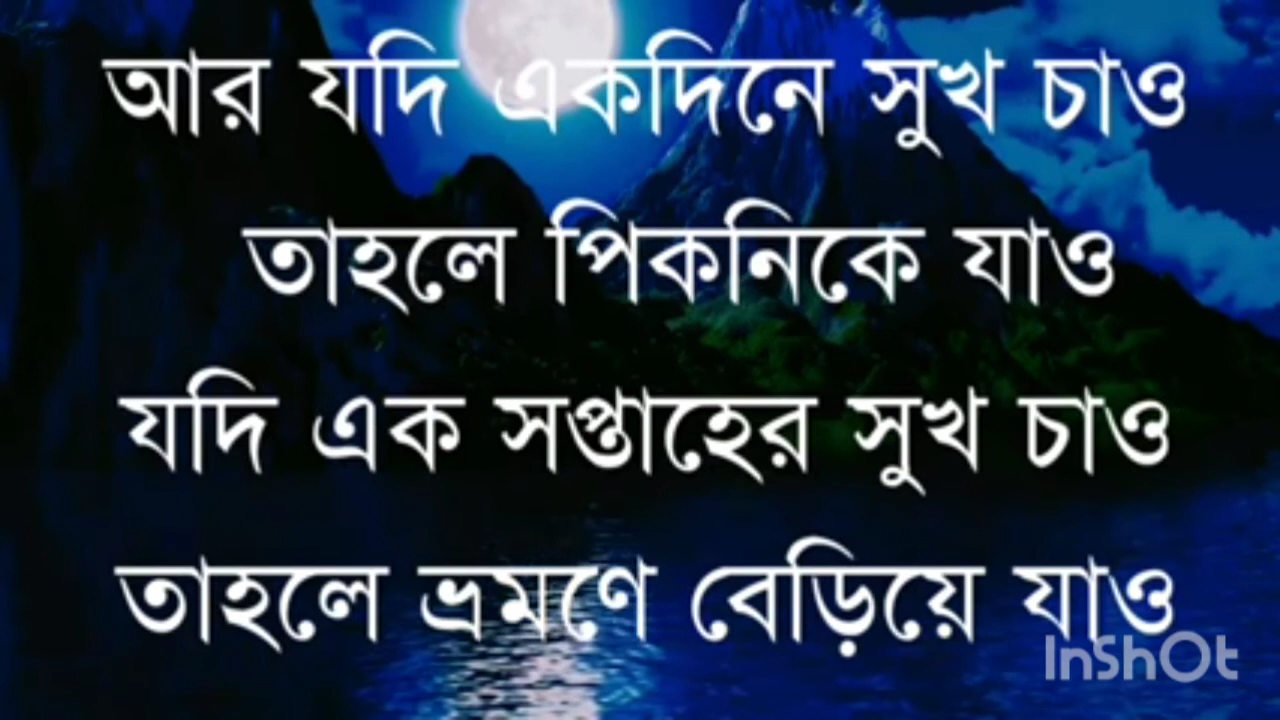 আর যদি একদিনে সুখ চাও
তাহলে পিকনিকে যাও
যদি এক সপ্তাহের সুখ চাও
তাহলে ভ্রমণে বেড়িয়ে যাও
InShOt